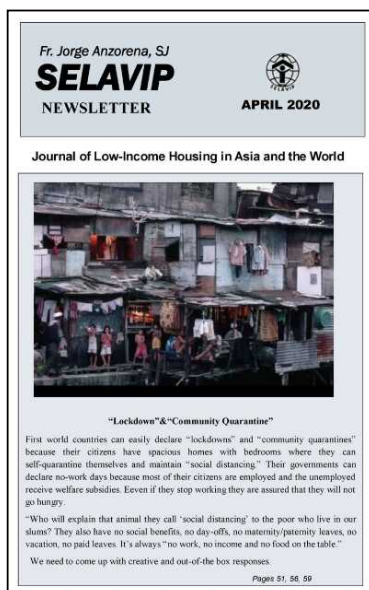 Fr. Jorge Anzorena, SJ
SELAVIP
NEWSLETTER
SELAVIP
APRIL 2020
Journal of Low-Income Housing in Asia and the World
“Lockdown”&“Community Quarantine”
First world countries can easily declare “lockdowns” and “community quarantines”
because their citizens have spacious homes with bedrooms where they can
self-quarantine themselves and maintain “social distancing.” Their governments can
declare no-work days because most of their citizens are employed and the unemployed
receive welfare subsidies. Even if they stop working they are assured that they will not
go hungry.
“Who will explain that animal they call ‘social distancing’ to the poor who live in our
slums? They also have no social benefits, no day-offs, no maternity/paternity leaves, no
vacation, no paid leaves. It’s always “no work, no income and no food on the table.”
We need to come up with creative and out-of-the box responses.
Pages 51, 56, 59